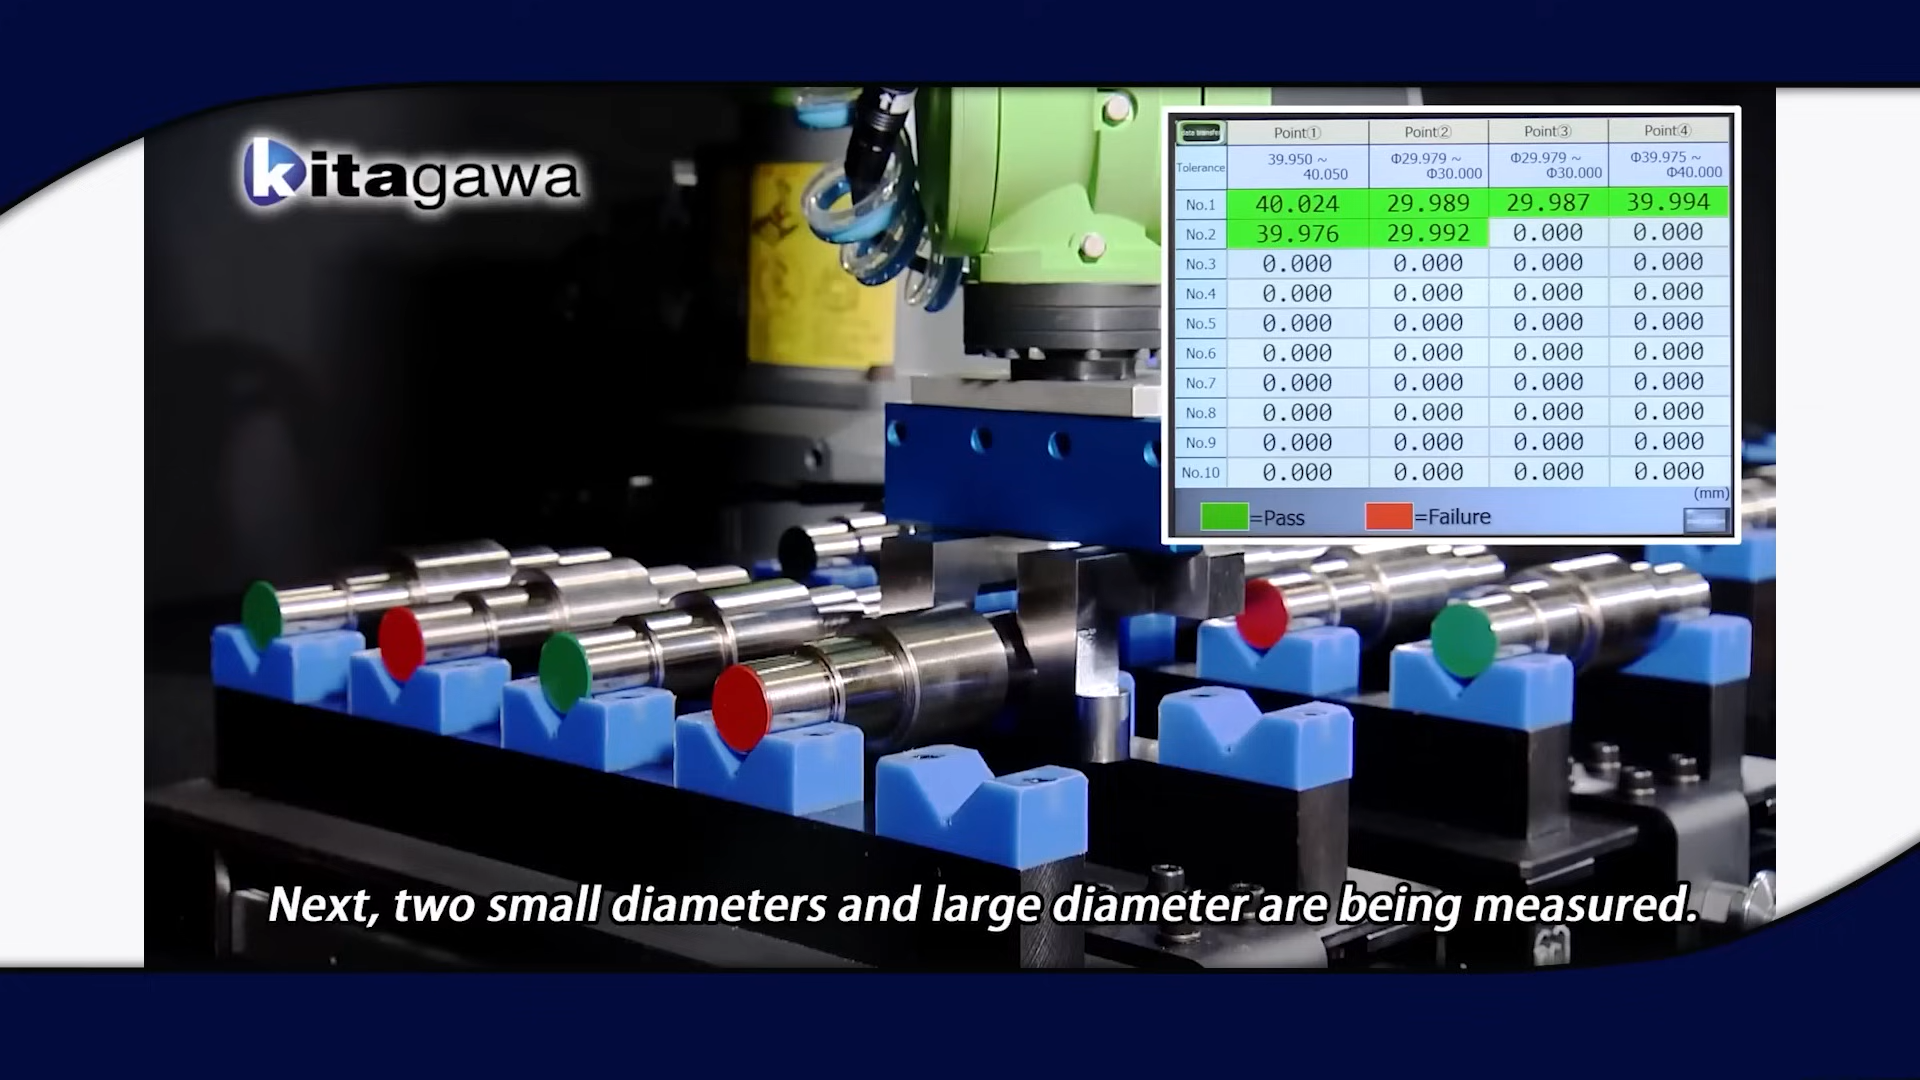 kitagawa
data transfer
Point① Point② Point③ Point④
Tolerance 39.950 ~ 40.050 Φ29.979 ~ Φ30.000 Φ29.979 ~ Φ30.000 Φ39.975 ~ Φ40.000
No.1 40.024 29.989 29.987 39.994
No.2 39.976 29.992 0.000 0.000
No.3 0.000 0.000 0.000 0.000
No.4 0.000 0.000 0.000 0.000
No.5 0.000 0.000 0.000 0.000
No.6 0.000 0.000 0.000 0.000
No.7 0.000 0.000 0.000 0.000
No.8 0.000 0.000 0.000 0.000
No.9 0.000 0.000 0.000 0.000
No.10 0.000 0.000 0.000 0.000
(mm)
=Pass =Failure
Next, two small diameters and large diameter are being measured.